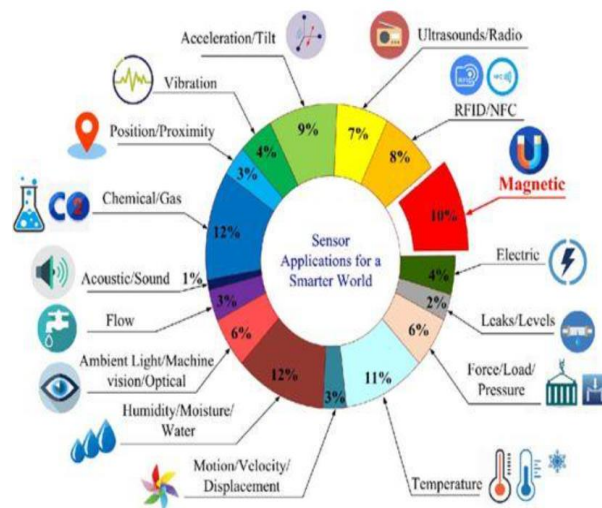 Acceleration/Tilt
Ultrasounds/Radio
Vibration
RFID/NFC
Position/Proximity
Magnetic
Chemical/Gas
Electric
Acoustic/Sound
Leaks/Levels
Flow
Force/Load/
Pressure
Ambient Light/Machine
vision/Optical
Humidity/Moisture/
Water
Motion/Velocity/
Displacement
Temperature
Sensor
Applications for a
Smarter World
9%
7%
8%
10%
4%
2%
6%
11%
3%
12%
6%
3%
1%
12%
3%
4%
CO2